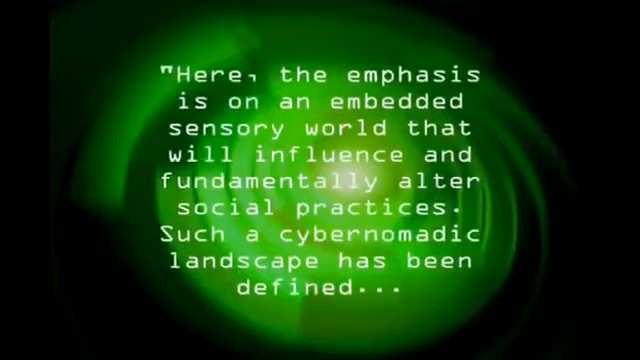 "Here, the emphasis
is on an embedded
sensory world that
will influence and
fundamentally alter
social practices.
Such a cybernomadic
landscape has been
defined...